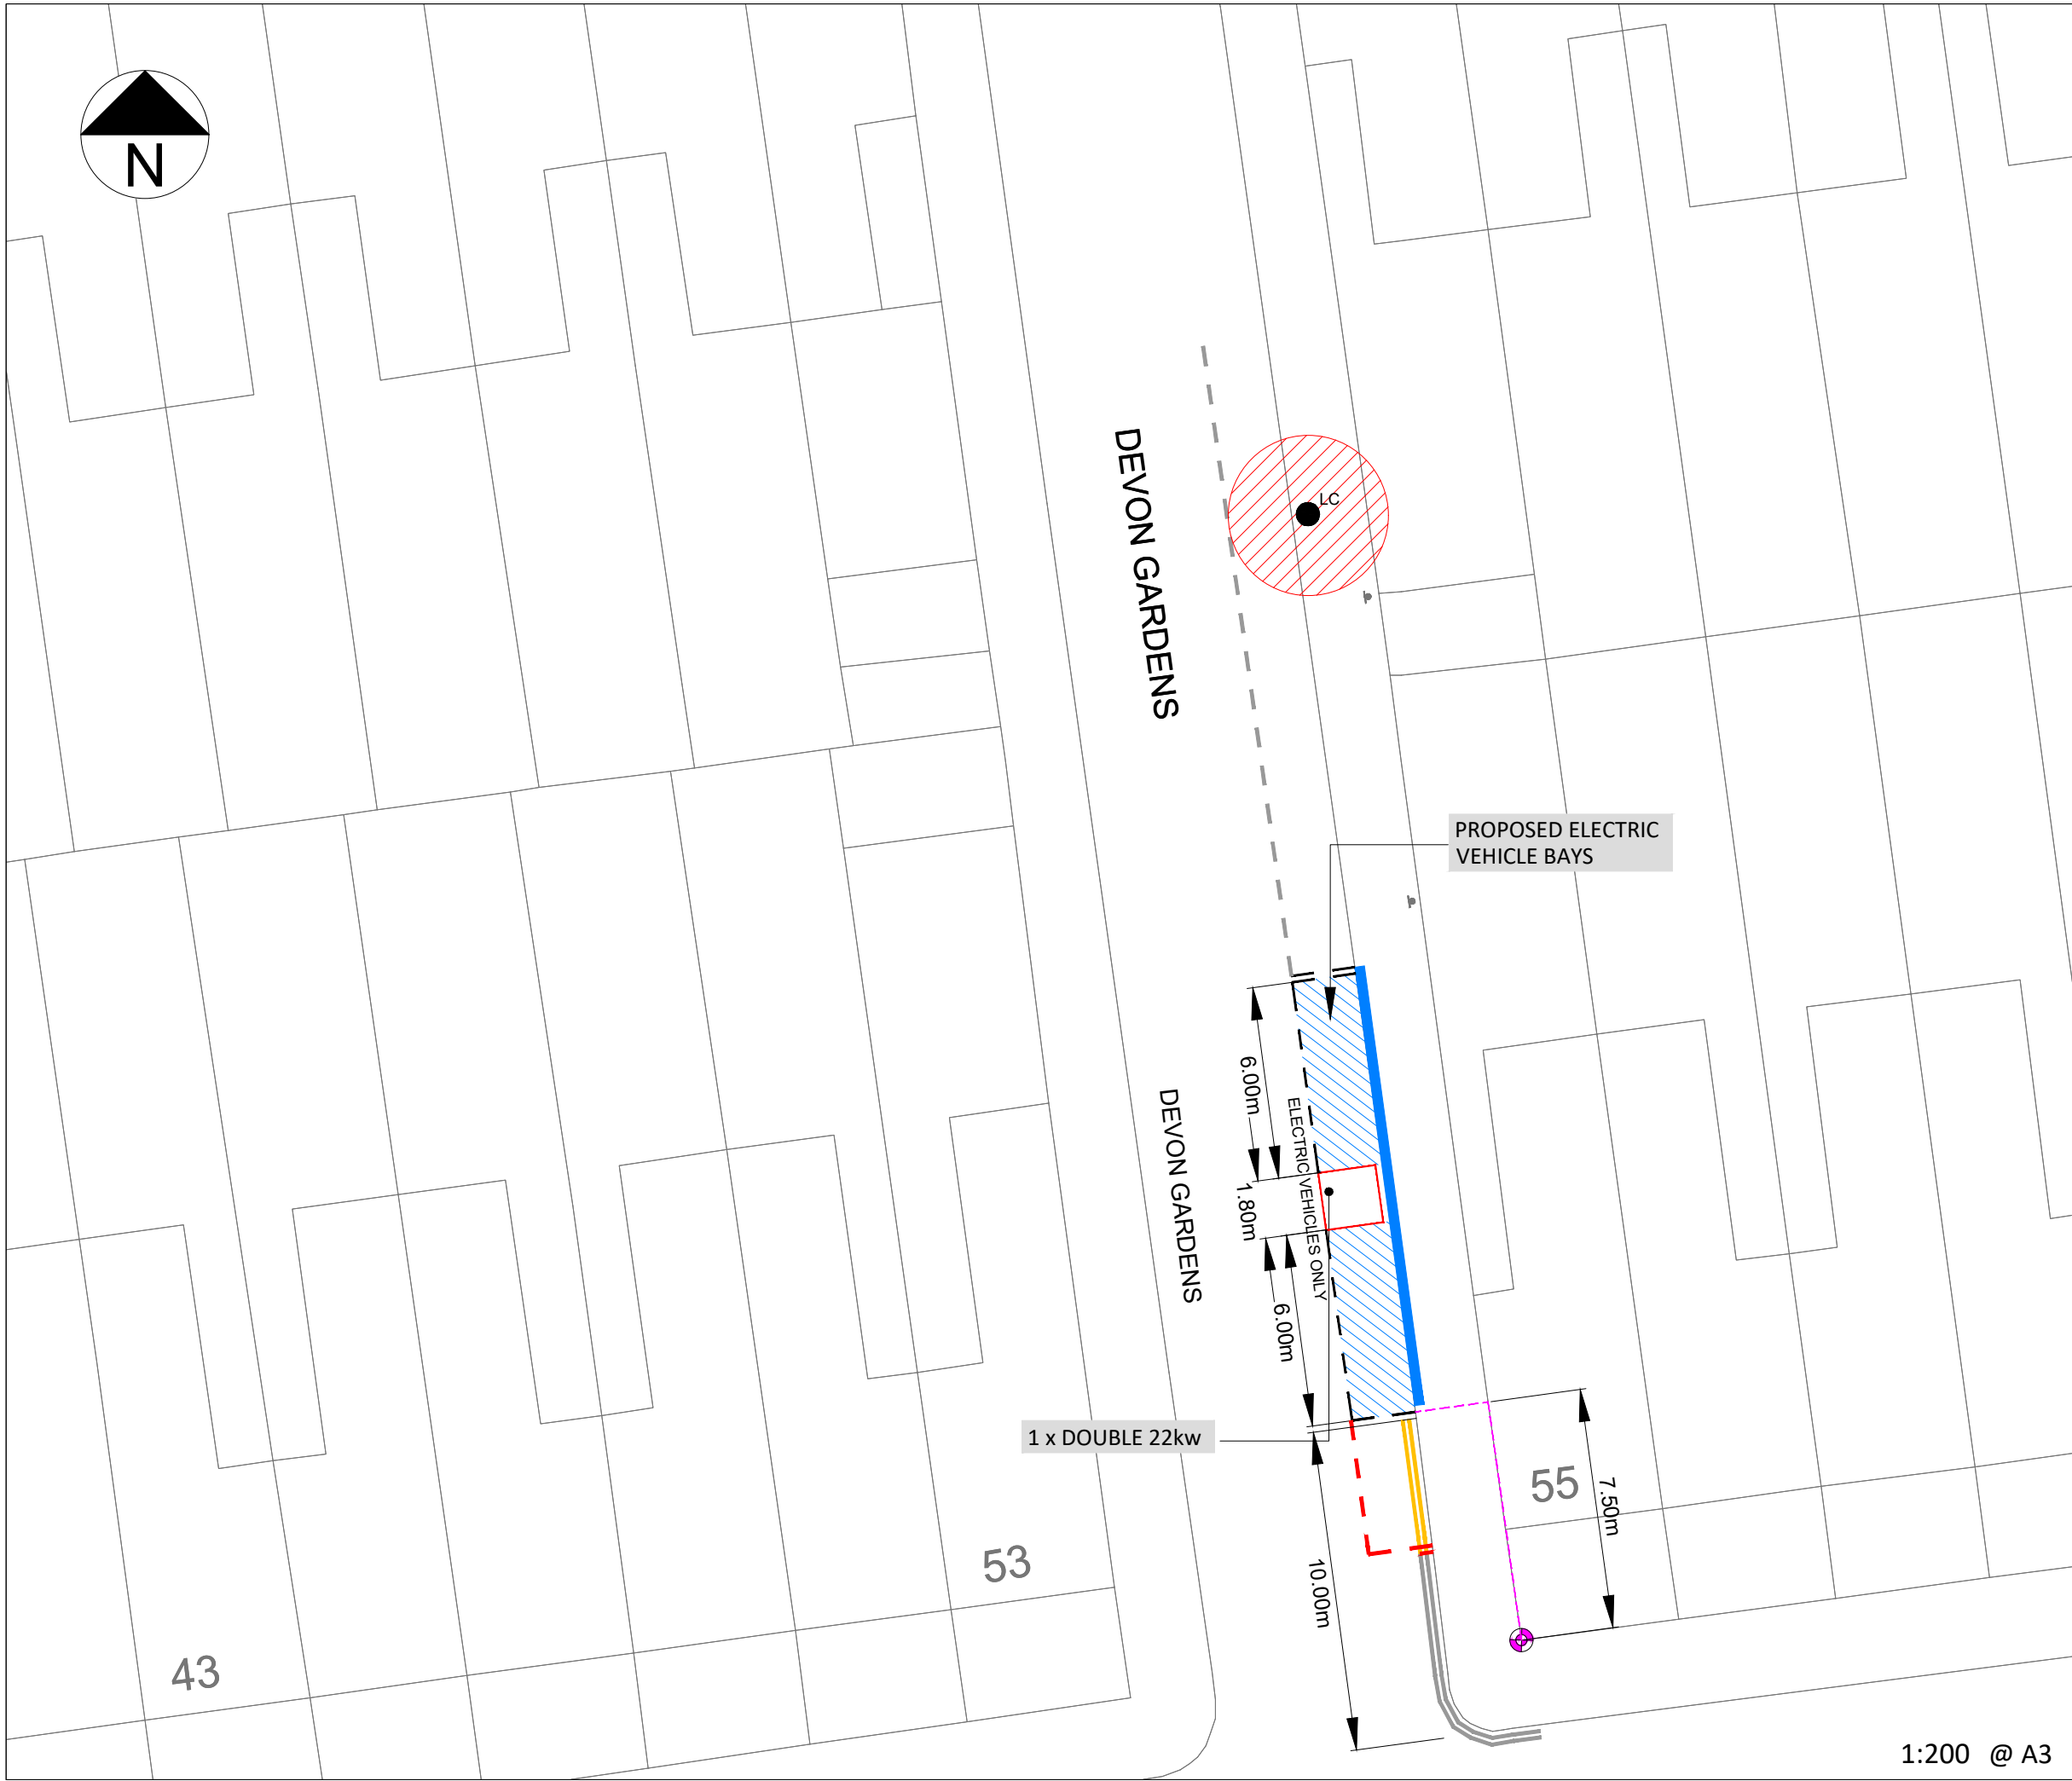 N
LC
DEVON GARDENS
PROPOSED ELECTRIC
VEHICLE BAYS
6.00m
ELECTRIC VEHICLES ONLY
DEVON GARDENS
1.80m
6.00m
1 x DOUBLE 22kw
55
7.50m
53
10.00m
43
1:200 @ A3